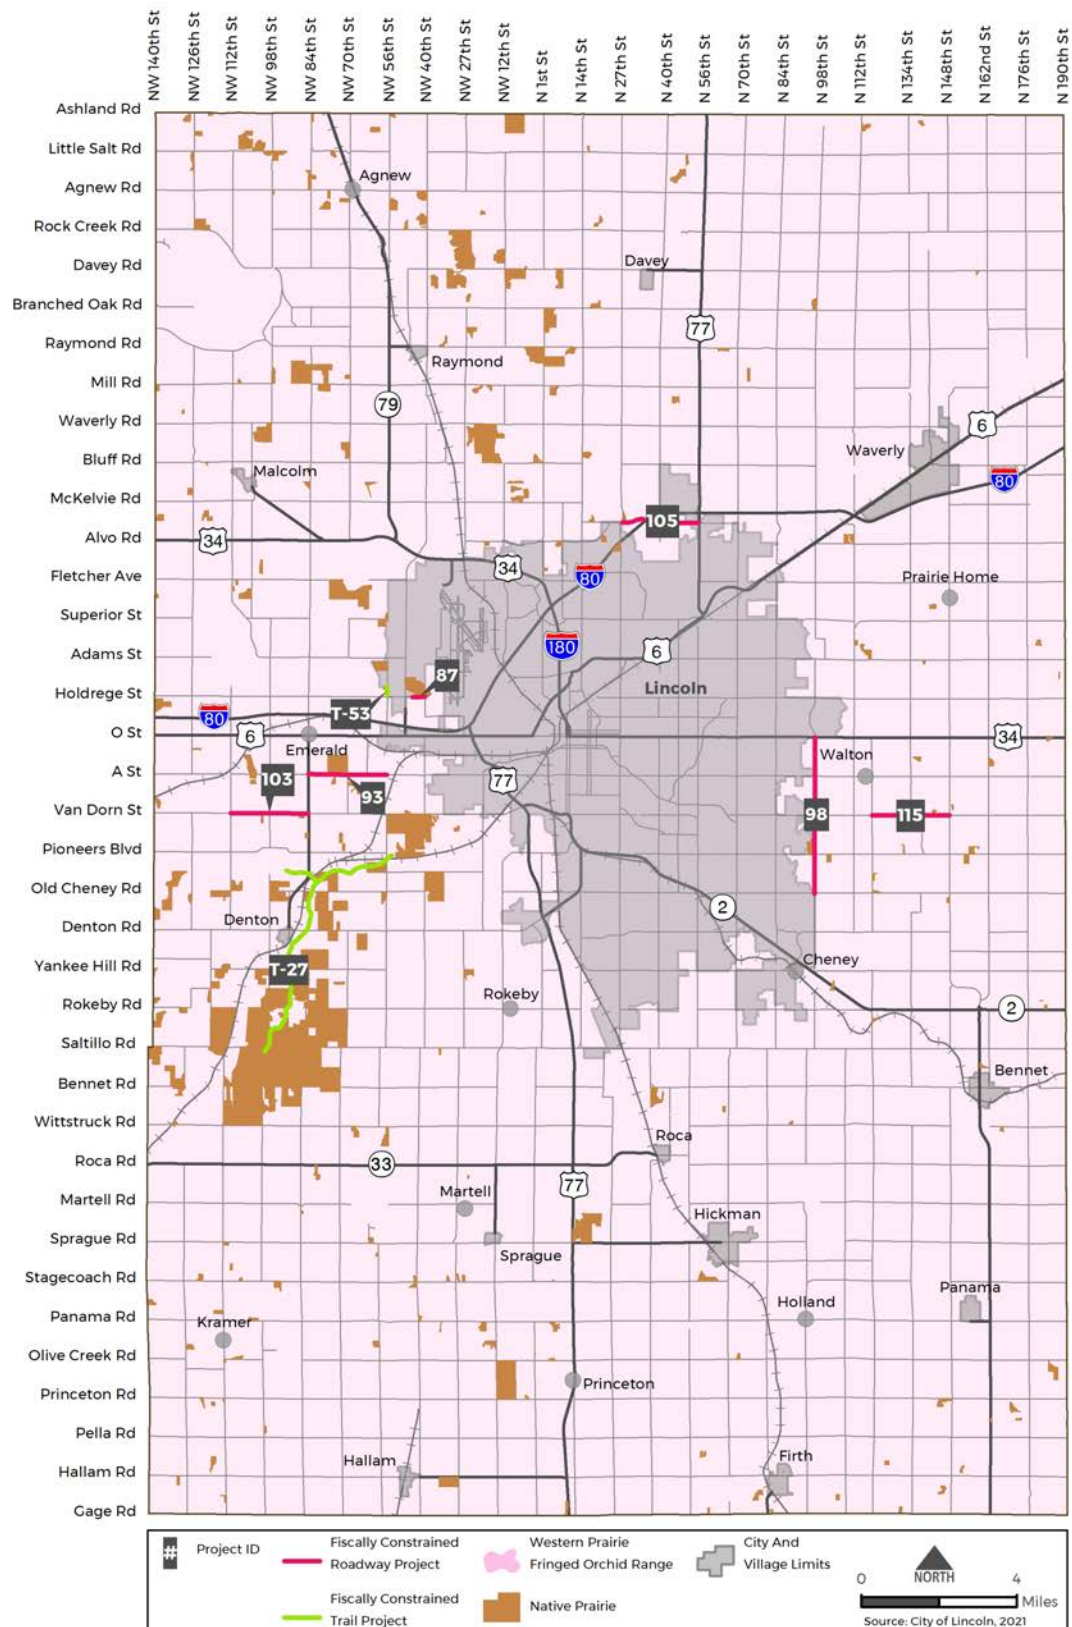 NW 140th St
NW 126th St
NW 112th St
NW 98th St
NW 84th St
NW 70th St
NW 56th St
NW 40th St
NW 27th St
NW 12th St
N 1st St
N 14th St
N 27th St
N 40th St
N 56th St
N 70th St
N 84th St
N 98th St
N 112th St
N 134th St
N 148th St
N 162nd St
N 176th St
N 190th St
Ashland Rd
Little Salt Rd
Agnew Rd
Rock Creek Rd
Davey Rd
Branched Oak Rd
Raymond Rd
Mill Rd
Waverly Rd
Bluff Rd
McKelvie Rd
Alvo Rd
Fletcher Ave
Superior St
Adams St
Holdrege St
O St
A St
Van Dorn St
Pioneers Blvd
Old Cheney Rd
Denton Rd
Yankee Hill Rd
Rokeby Rd
Saltillo Rd
Bennet Rd
Wittstruck Rd
Roca Rd
Martell Rd
Sprague Rd
Stagecoach Rd
Panama Rd
Olive Creek Rd
Princeton Rd
Pella Rd
Hallam Rd
Gage Rd
Agnew
Davey
77
Raymond
79
6
Waverly
80
Malcolm
105
34
34
80
Prairie Home
180
6
87
Lincoln
T-53
80
6
34
Emerald
Walton
77
103
93
98
115
2
Denton
Cheney
T-27
Rokeby
2
Bennet
Roca
33
77
Martell
Hickman
Sprague
Panama
Holland
Kramer
Princeton
Hallam
Firth
# Project ID
Fiscally Constrained
Roadway Project
Fiscally Constrained
Trail Project
Western Prairie
Fringed Orchid Range
Native Prairie
City And
Village Limits
NORTH
0 4
Miles
Source: City of Lincoln, 2021